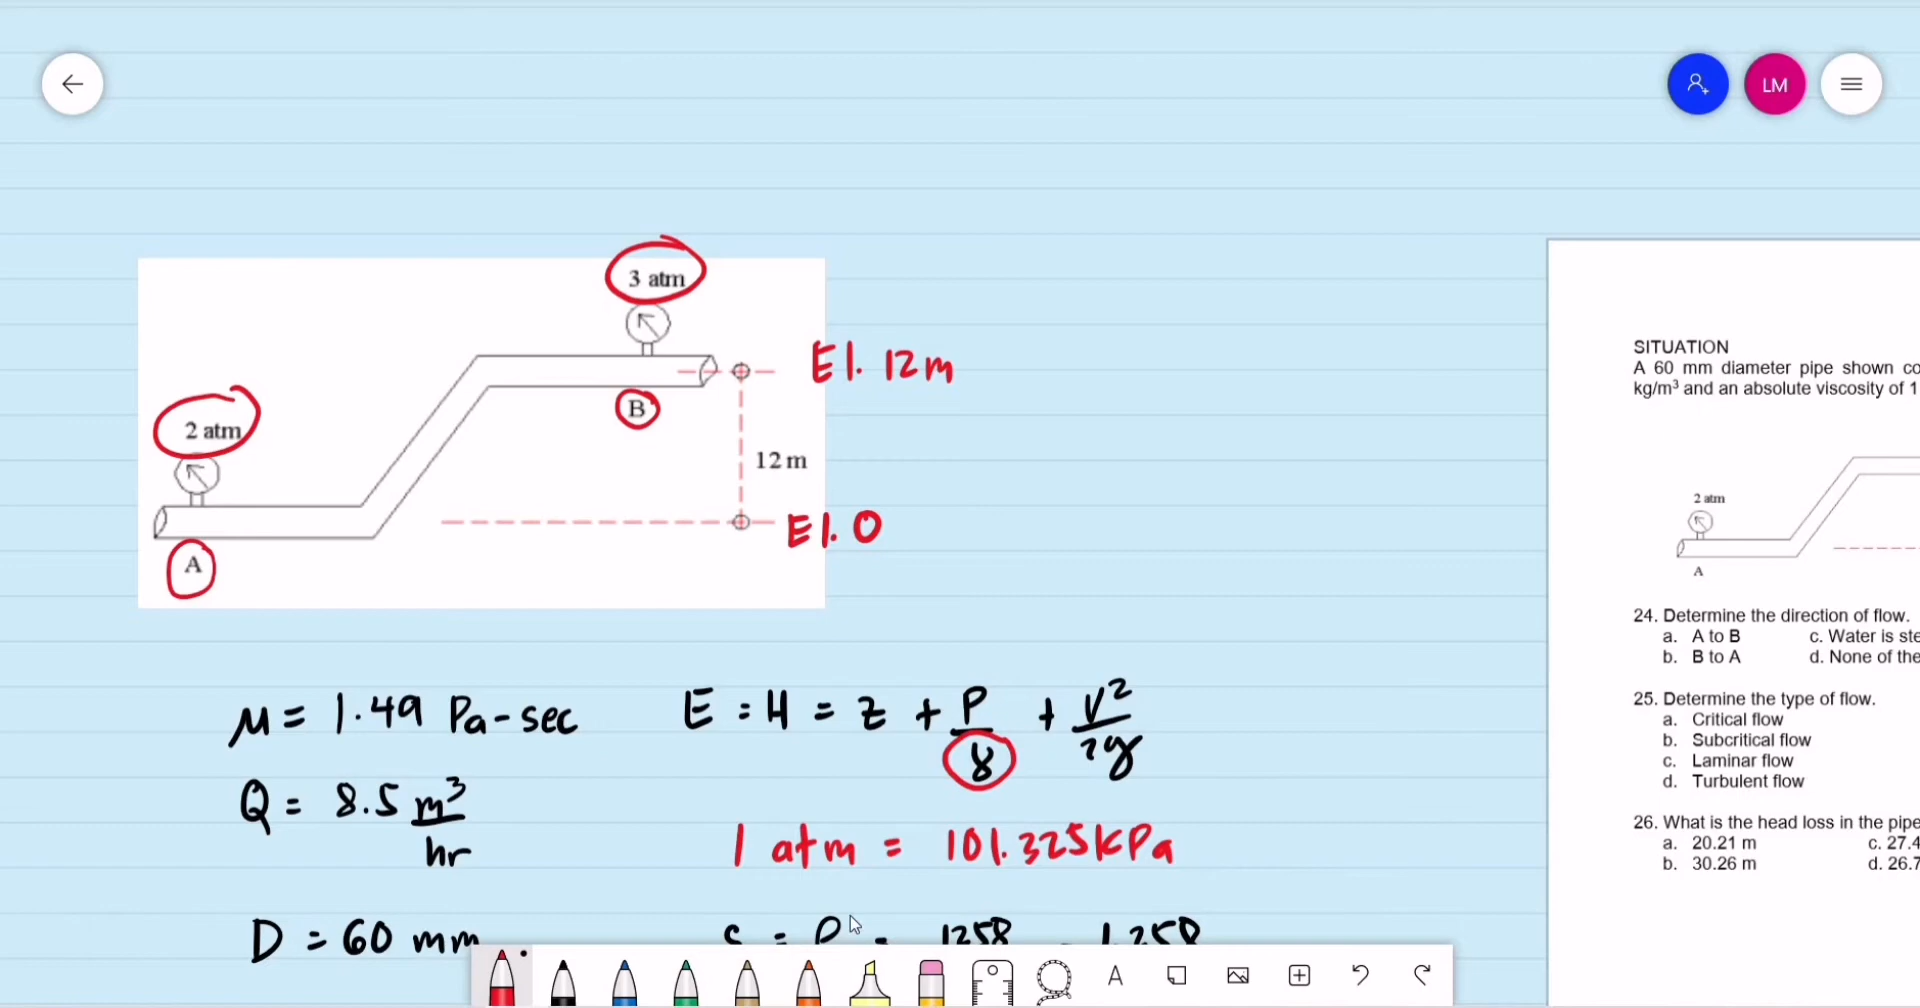 LM
3 atm
El. 12m
B
2 atm
12 m
El. 0
A
μ = 1.49 Pa-sec
E = H = z + P/γ + V²/2g
Q = 8.5 m³/hr
1 atm = 101.325kPa
D = 60 mm
= 1258 = 1.258
A
SITUATION
A 60 mm diameter pipe shown co
kg/m³ and an absolute viscosity of 1
2 atm
A
24. Determine the direction of flow.
a. A to B c. Water is ste
b. B to A d. None of the
25. Determine the type of flow.
a. Critical flow
b. Subcritical flow
c. Laminar flow
d. Turbulent flow
26. What is the head loss in the pipe
a. 20.21 m c. 27.4
b. 30.26 m d. 26.7